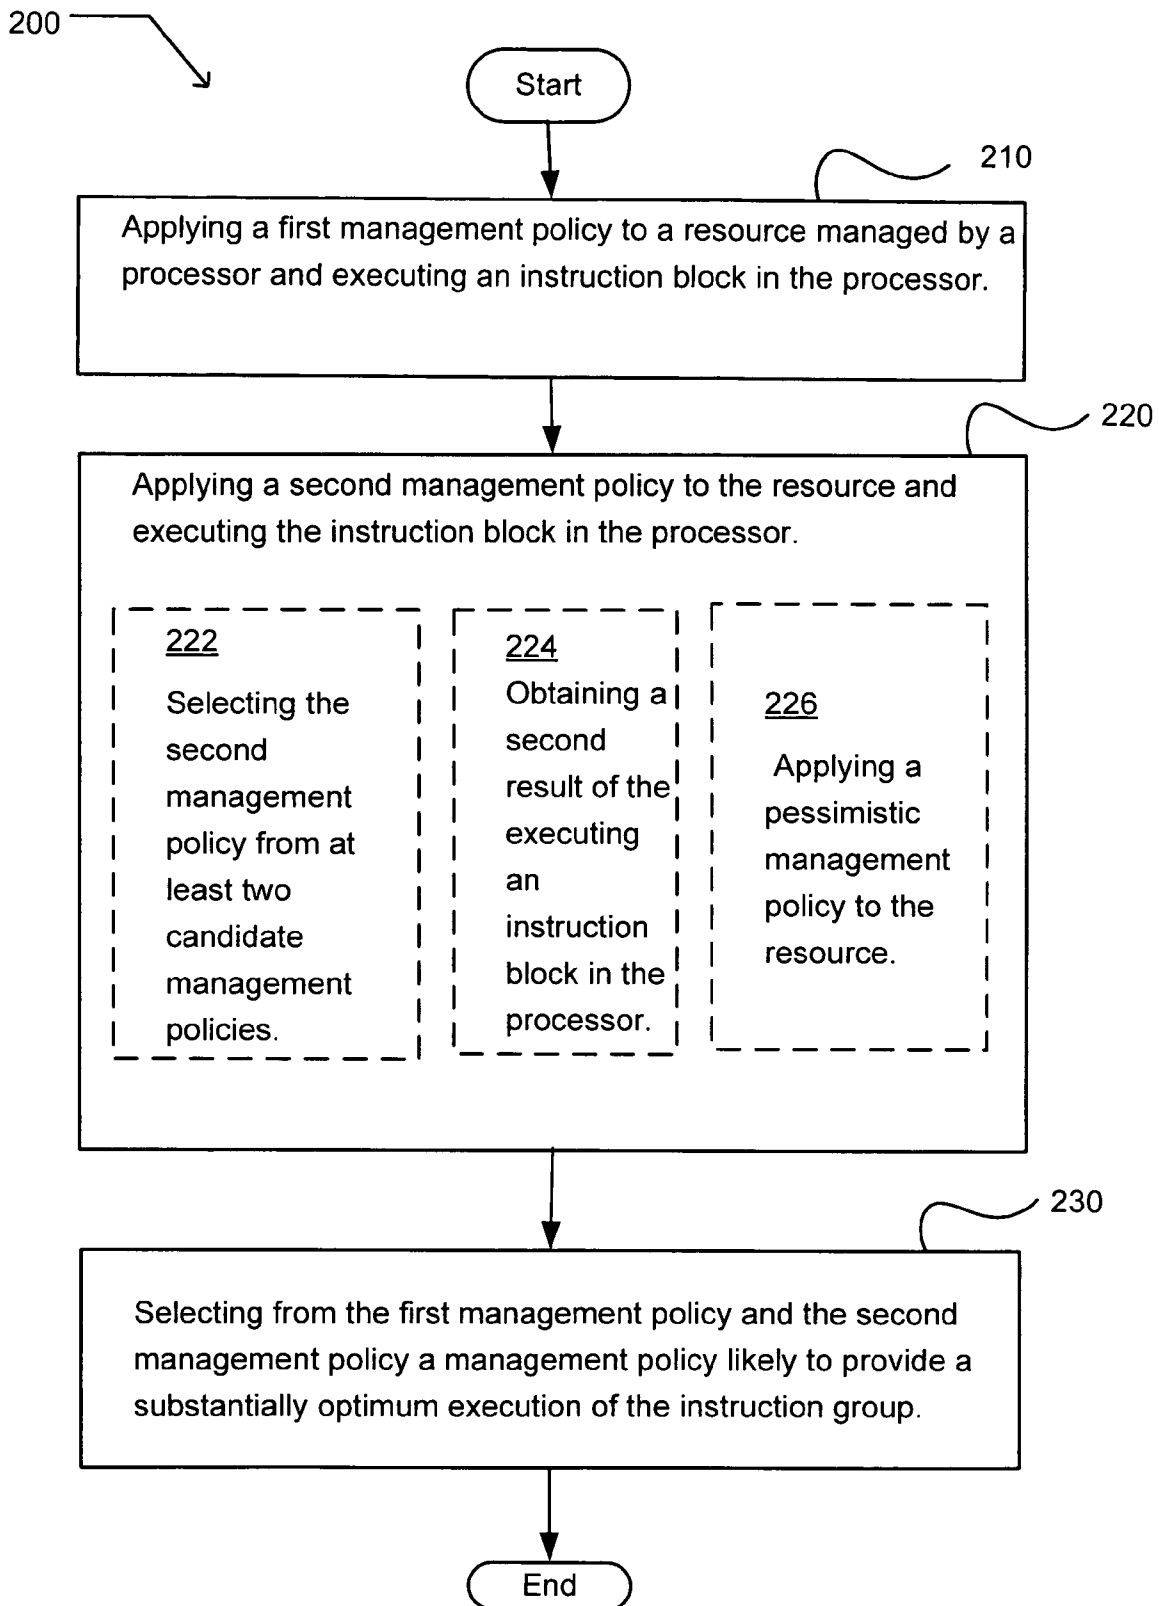 200
Start
210
Applying a first management policy to a resource managed by a
processor and executing an instruction block in the processor.
220
Applying a second management policy to the resource and
executing the instruction block in the processor.
222
Selecting the
second
management
policy from at
least two
candidate
management
policies.
224
Obtaining a
second
result of the
executing
an
instruction
block in the
processor.
226
Applying a
pessimistic
management
policy to the
resource.
230
Selecting from the first management policy and the second
management policy a management policy likely to provide a
substantially optimum execution of the instruction group.
End